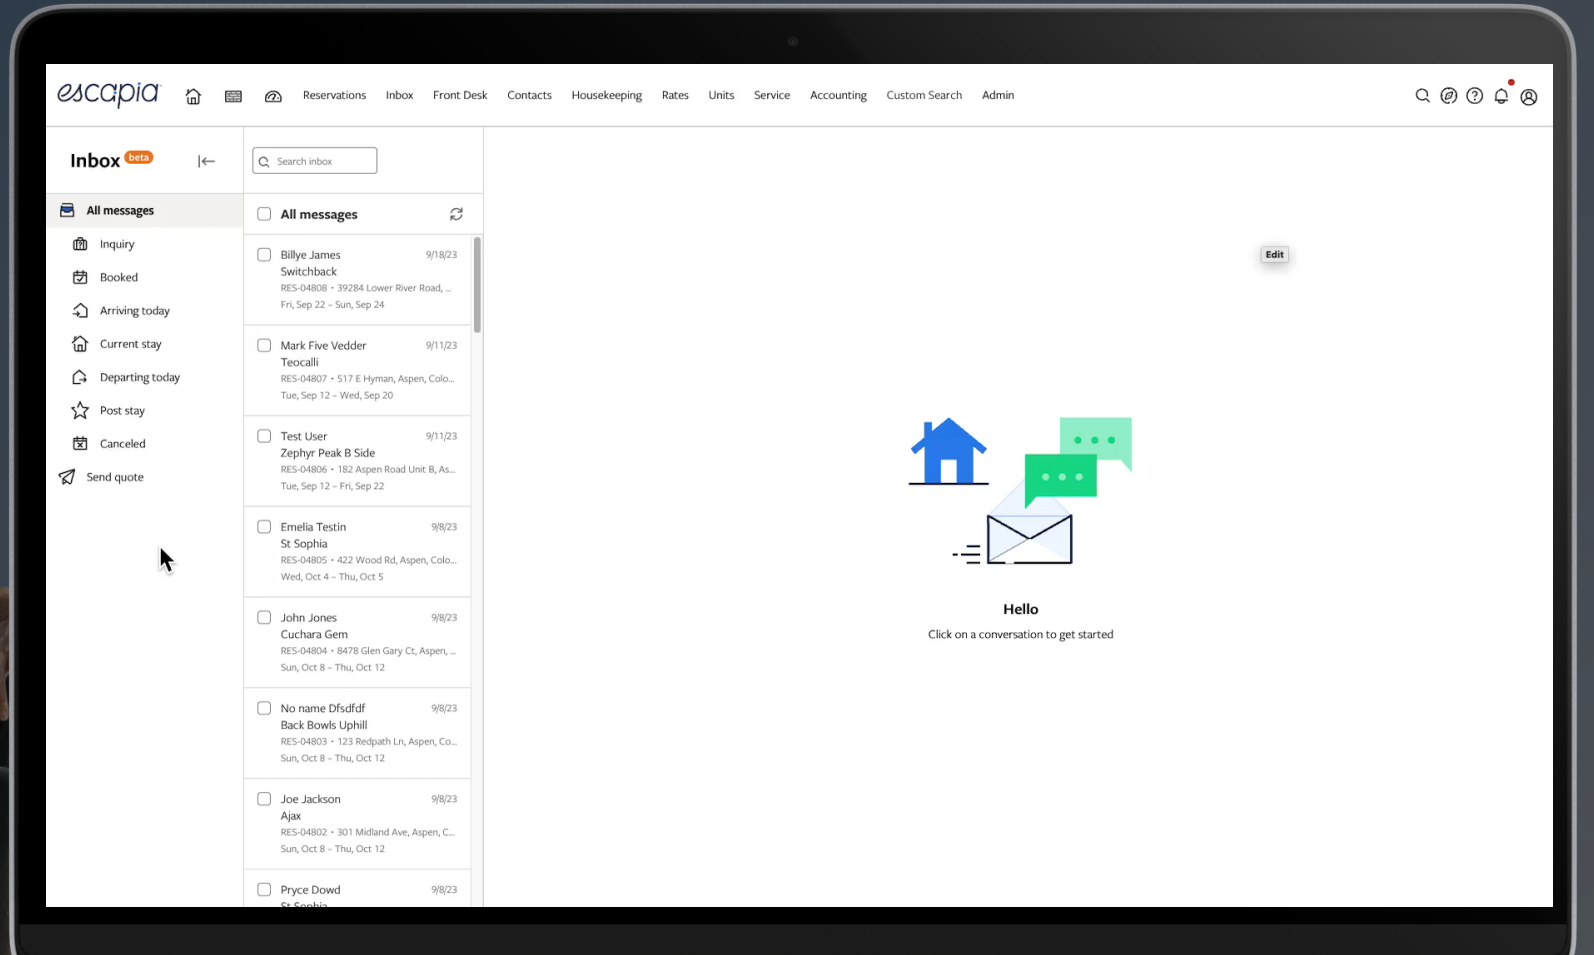 escapia
Reservations Inbox Front Desk Contacts Housekeeping Rates Units Service Accounting Custom Search Admin
Inbox beta
All messages
Inquiry
Booked
Arriving today
Current stay
Departing today
Post stay
Canceled
Send quote
Search inbox
All messages
Billye James 9/18/23
Switchback
RES-04808 • 39284 Lower River Road, ...
Fri, Sep 22 – Sun, Sep 24
Mark Five Vedder 9/11/23
Teocalli
RES-04807 • 517 E Hyman, Aspen, Colo...
Tue, Sep 12 – Wed, Sep 20
Test User 9/11/23
Zephyr Peak B Side
RES-04806 • 182 Aspen Road Unit B, As...
Tue, Sep 12 – Fri, Sep 22
Emelia Testin 9/8/23
St Sophia
RES-04805 • 422 Wood Rd, Aspen, Colo...
Wed, Oct 4 – Thu, Oct 5
John Jones 9/8/23
Cuchara Gem
RES-04804 • 8478 Glen Gary Ct, Aspen, ...
Sun, Oct 8 – Thu, Oct 12
No name Dfsdfdf 9/8/23
Back Bowls Uphill
RES-04803 • 123 Redpath Ln, Aspen, Co...
Sun, Oct 8 – Thu, Oct 12
Joe Jackson 9/8/23
Ajax
RES-04802 • 301 Midland Ave, Aspen, C...
Sun, Oct 8 – Thu, Oct 12
Pryce Dowd 9/8/23
St Sophia
Edit
Hello
Click on a conversation to get started